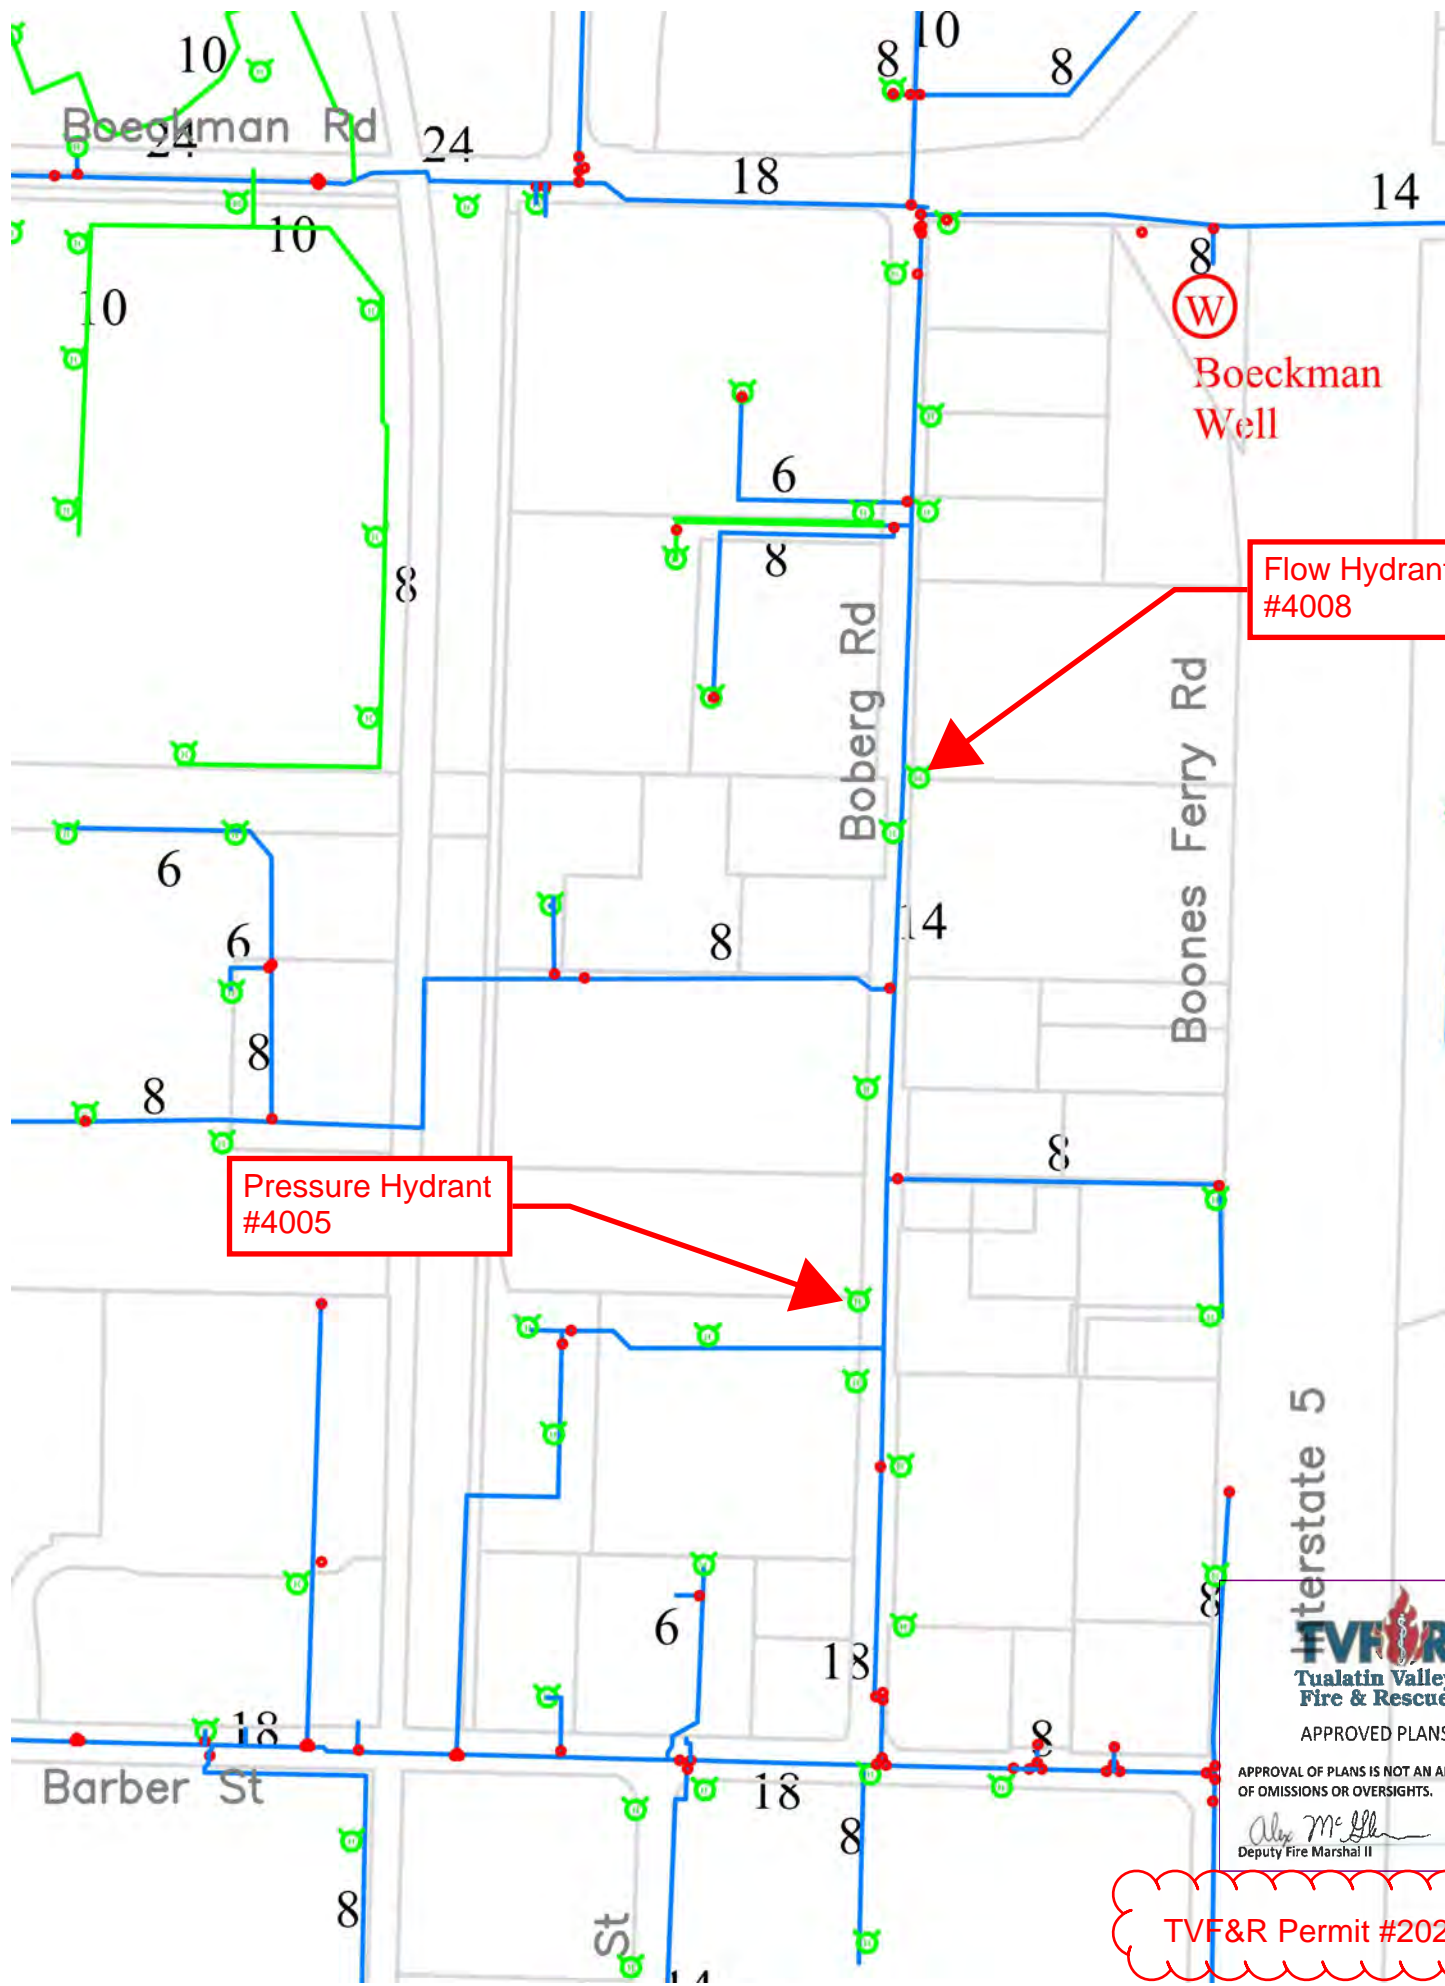 10
10
8
8
Boeckman Rd
24
24
18
14
10
8
W
10
Boeckman
Well
6
8
8
Flow Hydrant
#4008
Boberg Rd
Boones Ferry Rd
6
14
6
8
8
8
8
Pressure Hydrant
#4005
Interstate 5
8
6
18
TVF&R
Tualatin Valley
Fire & Rescue
APPROVED PLANS
APPROVAL OF PLANS IS NOT AN
OF OMISSIONS OR OVERSIGHTS.
Deputy Fire Marshal II
18
8
Barber St
18
8
8
St
14
TVF&R Permit #202